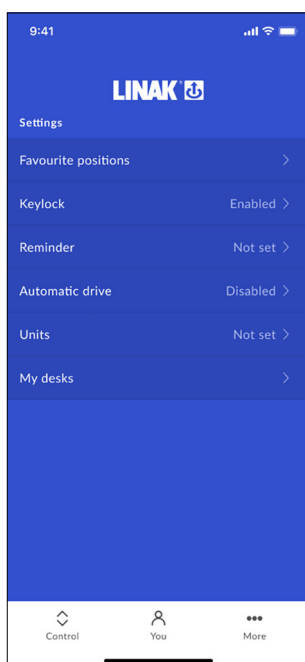 9:41
LINAK
Settings
Favourite positions
Keylock Enabled
Reminder Not set
Automatic drive Disabled
Units Not set
My desks
Control You More